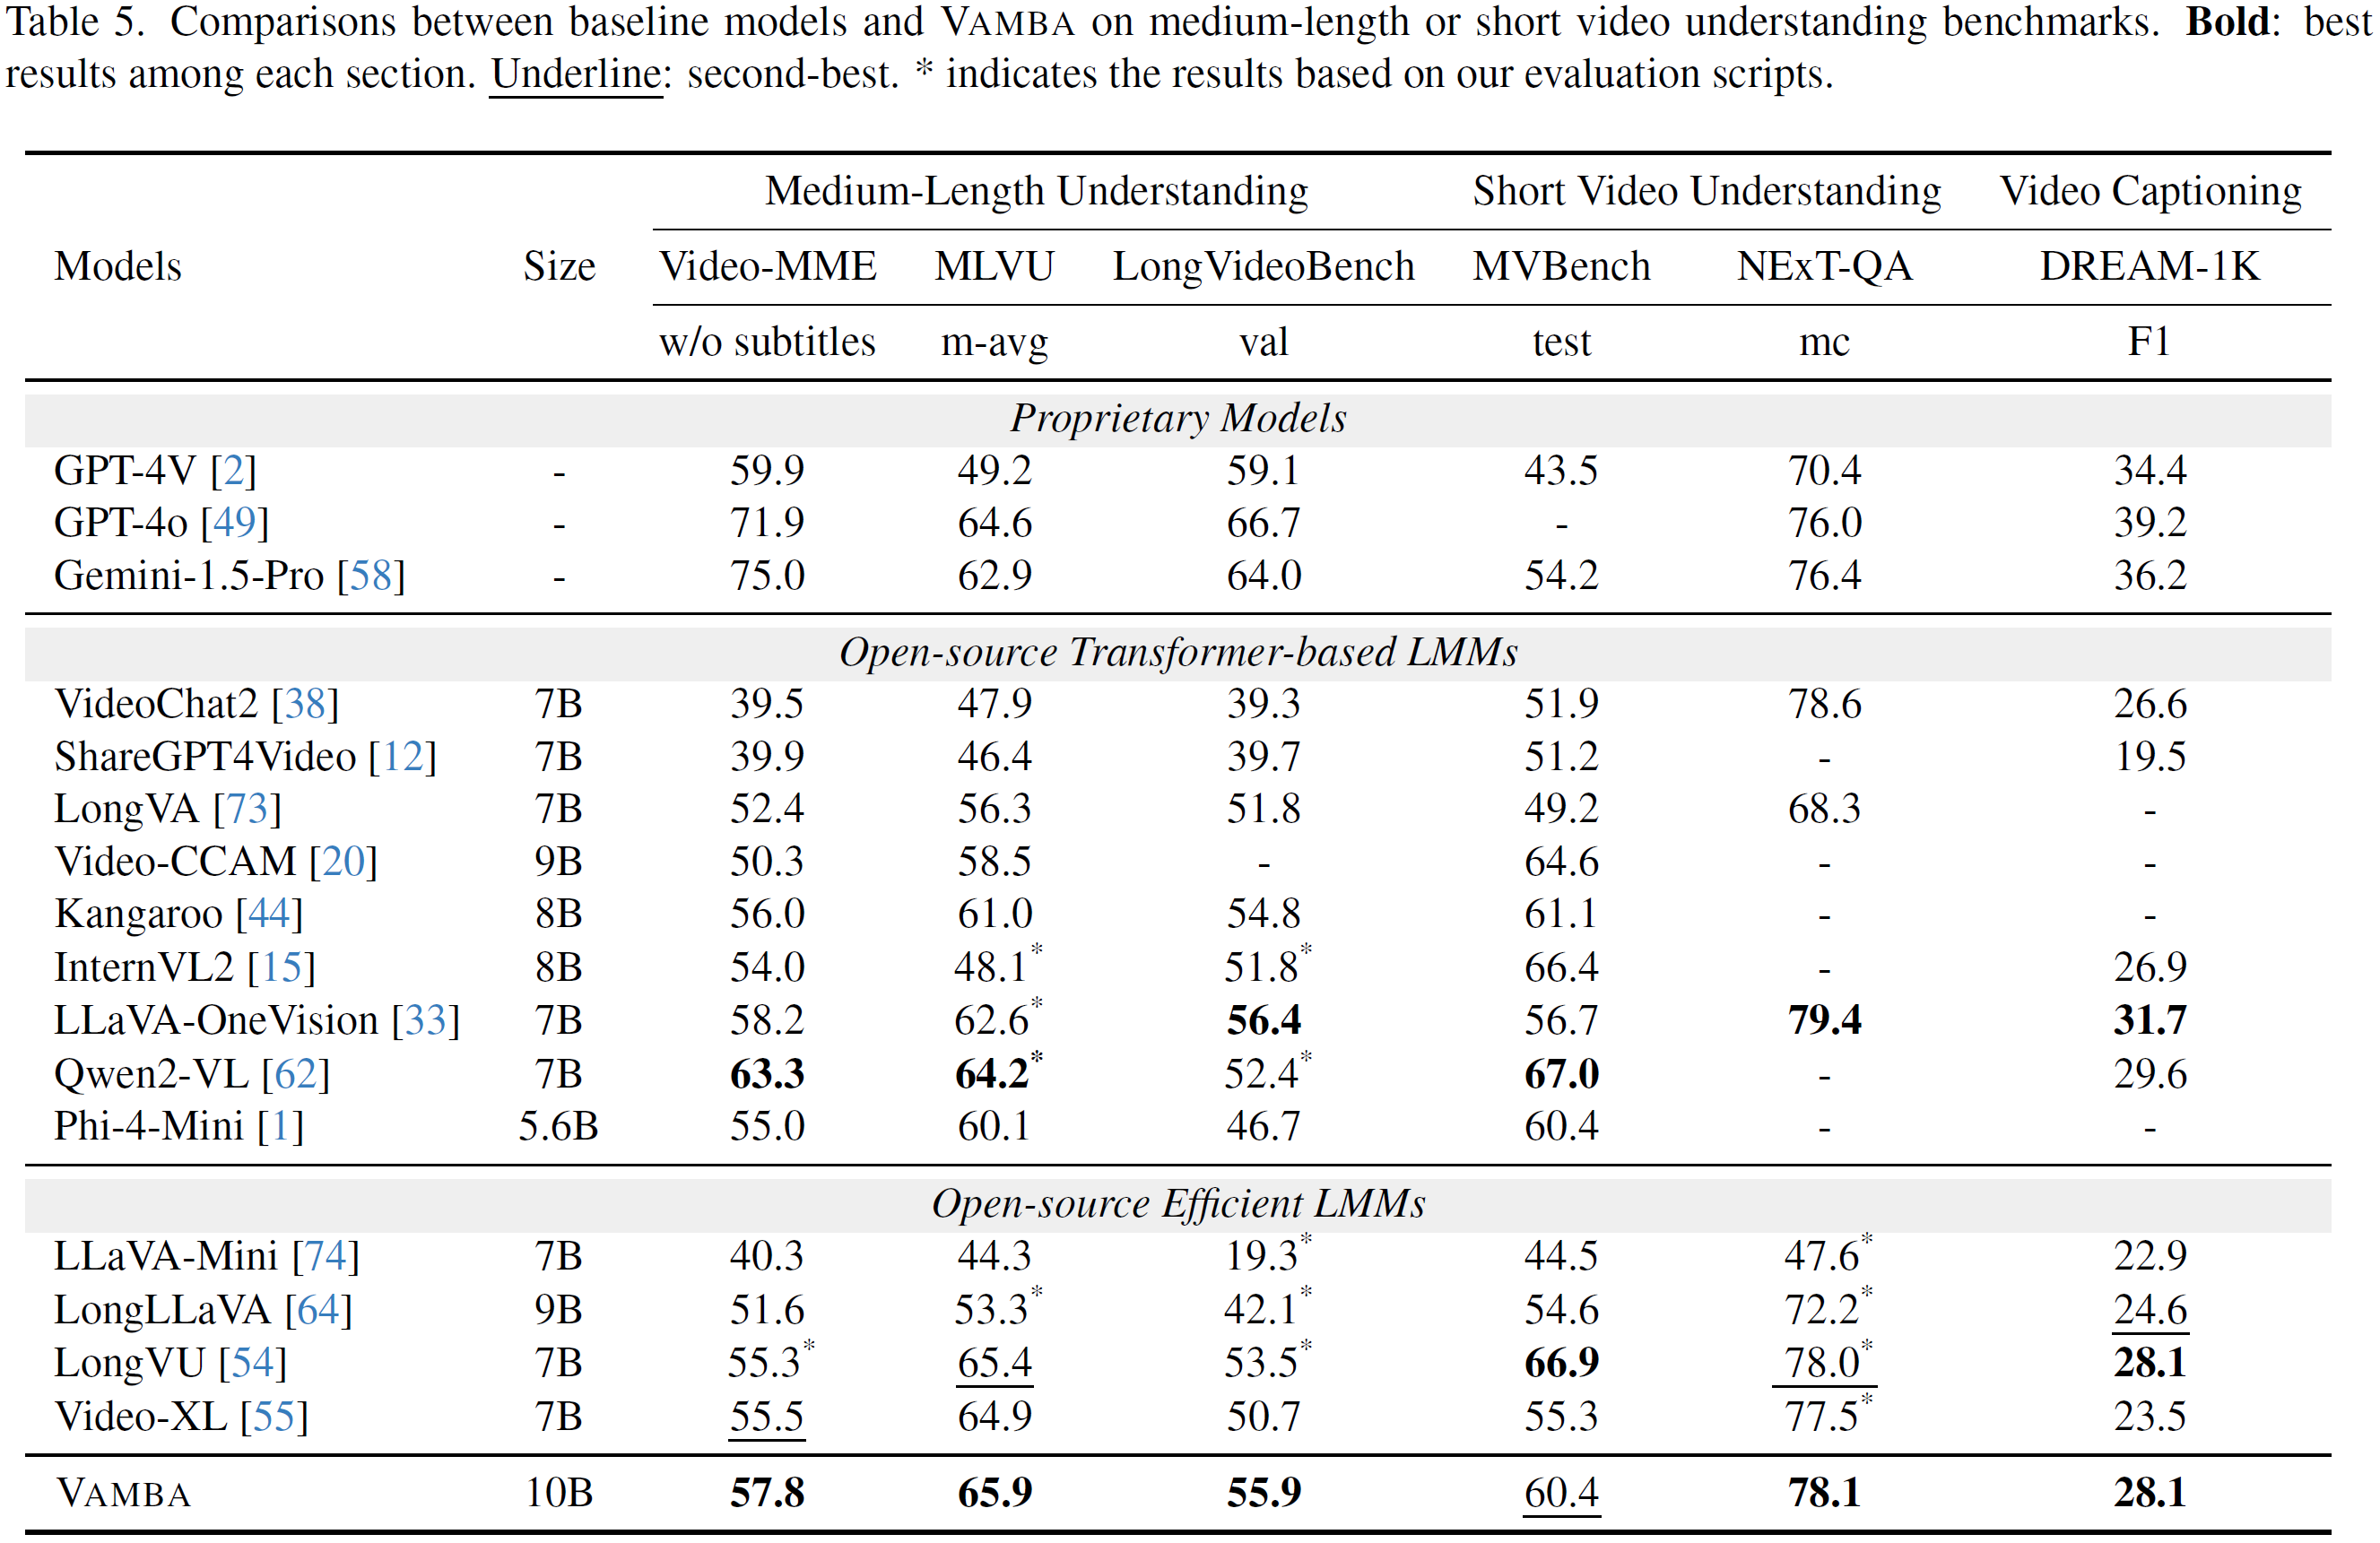 Table 5. Comparisons between baseline models and VAMBA on medium-length or short video understanding benchmarks. Bold: best
results among each section. Underline: second-best. * indicates the results based on our evaluation scripts.
Medium-Length Understanding Short Video Understanding Video Captioning
Models Size Video-MME MLVU LongVideoBench MVBench NExT-QA DREAM-1K
w/o subtitles m-avg val test mc F1
Proprietary Models
GPT-4V [2] - 59.9 49.2 59.1 43.5 70.4 34.4
GPT-4o [49] - 71.9 64.6 66.7 - 76.0 39.2
Gemini-1.5-Pro [58] - 75.0 62.9 64.0 54.2 76.4 36.2
Open-source Transformer-based LMMs
VideoChat2 [38] 7B 39.5 47.9 39.3 51.9 78.6 26.6
ShareGPT4Video [12] 7B 39.9 46.4 39.7 51.2 - 19.5
LongVA [73] 7B 52.4 56.3 51.8 49.2 68.3 -
Video-CCAM [20] 9B 50.3 58.5 - 64.6 - -
Kangaroo [44] 8B 56.0 61.0 54.8 61.1 - -
InternVL2 [15] 8B 54.0 48.1* 51.8* 66.4 - 26.9
LLaVA-OneVision [33] 7B 58.2 62.6* 56.4 56.7 79.4 31.7
Qwen2-VL [62] 7B 63.3 64.2* 52.4* 67.0 - 29.6
Phi-4-Mini [1] 5.6B 55.0 60.1 46.7 60.4 - -
Open-source Efficient LMMs
LLaVA-Mini [74] 7B 40.3 44.3 19.3* 44.5 47.6* 22.9
LongLLaVA [64] 9B 51.6 53.3* 42.1* 54.6 72.2* 24.6
LongVU [54] 7B 55.3* 65.4 53.5* 66.9 78.0* 28.1
Video-XL [55] 7B 55.5 64.9 50.7 55.3 77.5* 23.5
VAMBA 10B 57.8 65.9 55.9 60.4 78.1 28.1